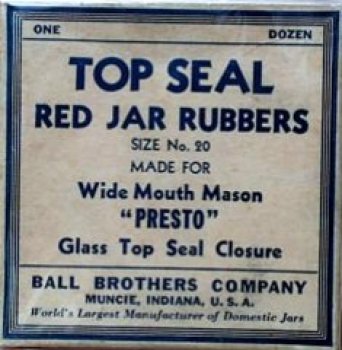 ONE DOZEN
TOP SEAL
RED JAR RUBBERS
SIZE No. 20
MADE FOR
Wide Mouth Mason
"PRESTO"
Glass Top Seal Closure
BALL BROTHERS COMPANY
MUNCIE, INDIANA, U. S. A.
World's Largest Manufacturer of Domestic Jars